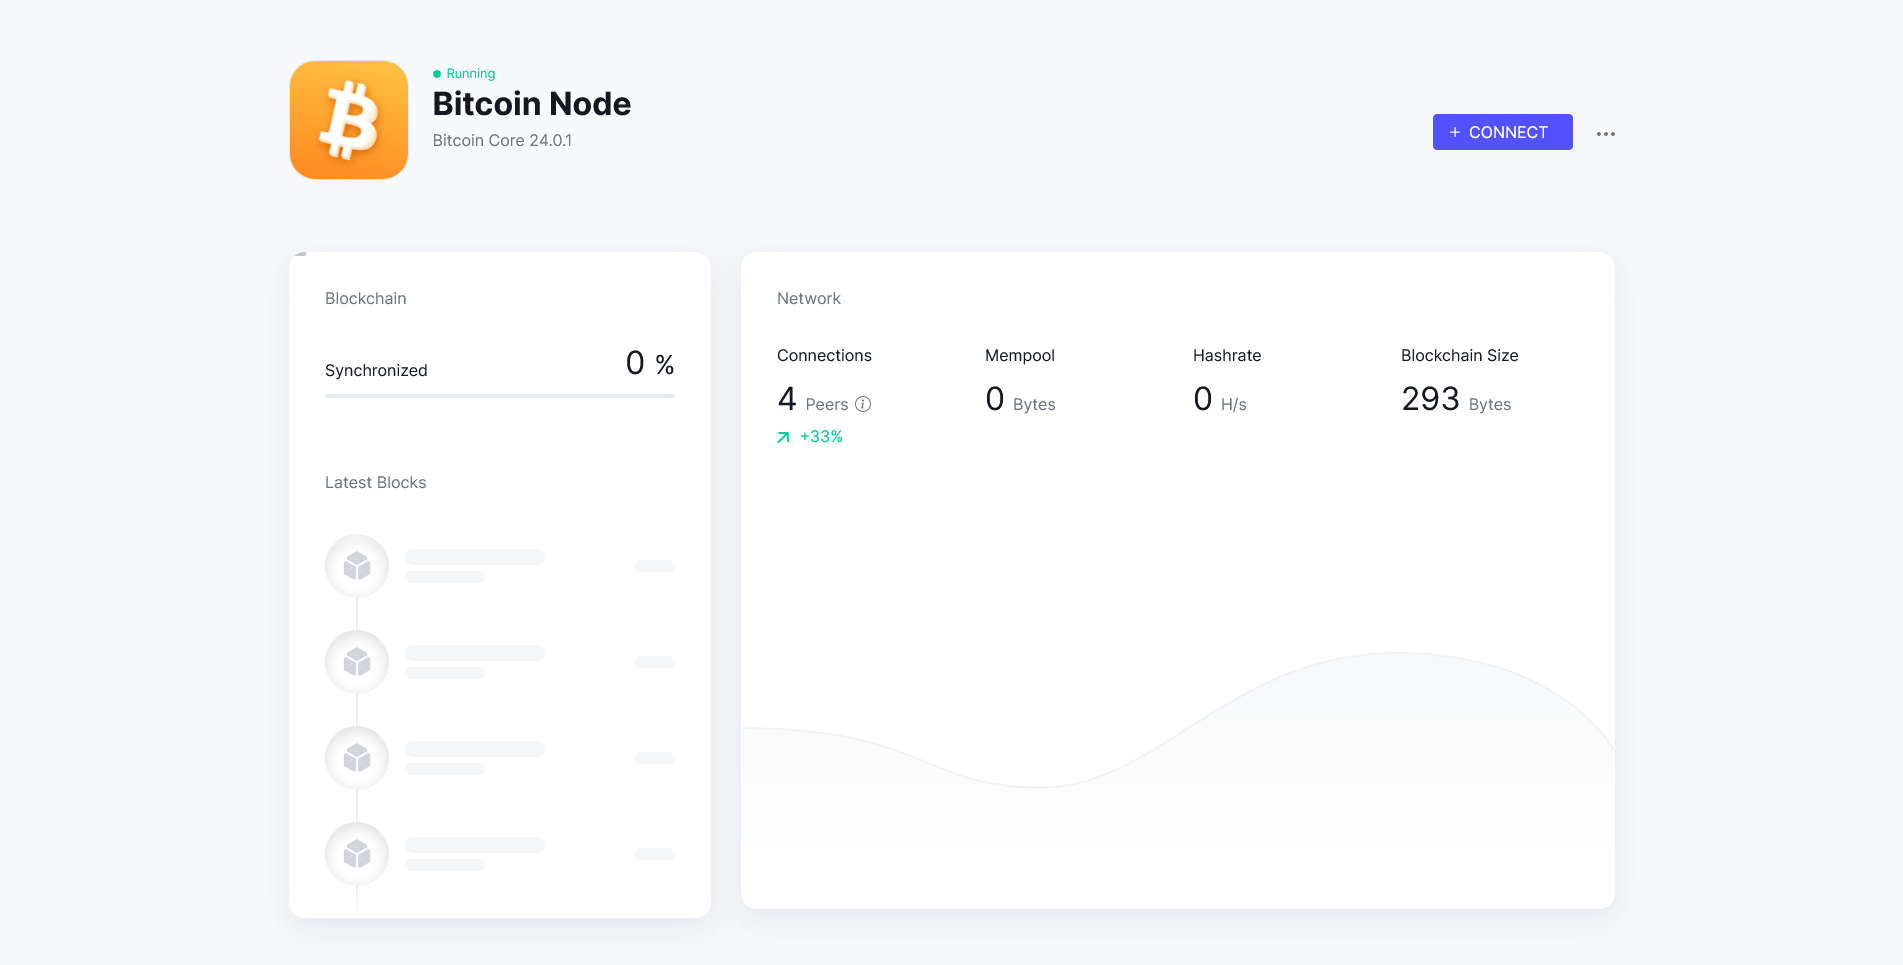 Running
Bitcoin Node
Bitcoin Core 24.0.1
+ CONNECT
Blockchain
Synchronized 0 %
Latest Blocks
Network
Connections
4 Peers
+33%
Mempool
0 Bytes
Hashrate
0 H/s
Blockchain Size
293 Bytes